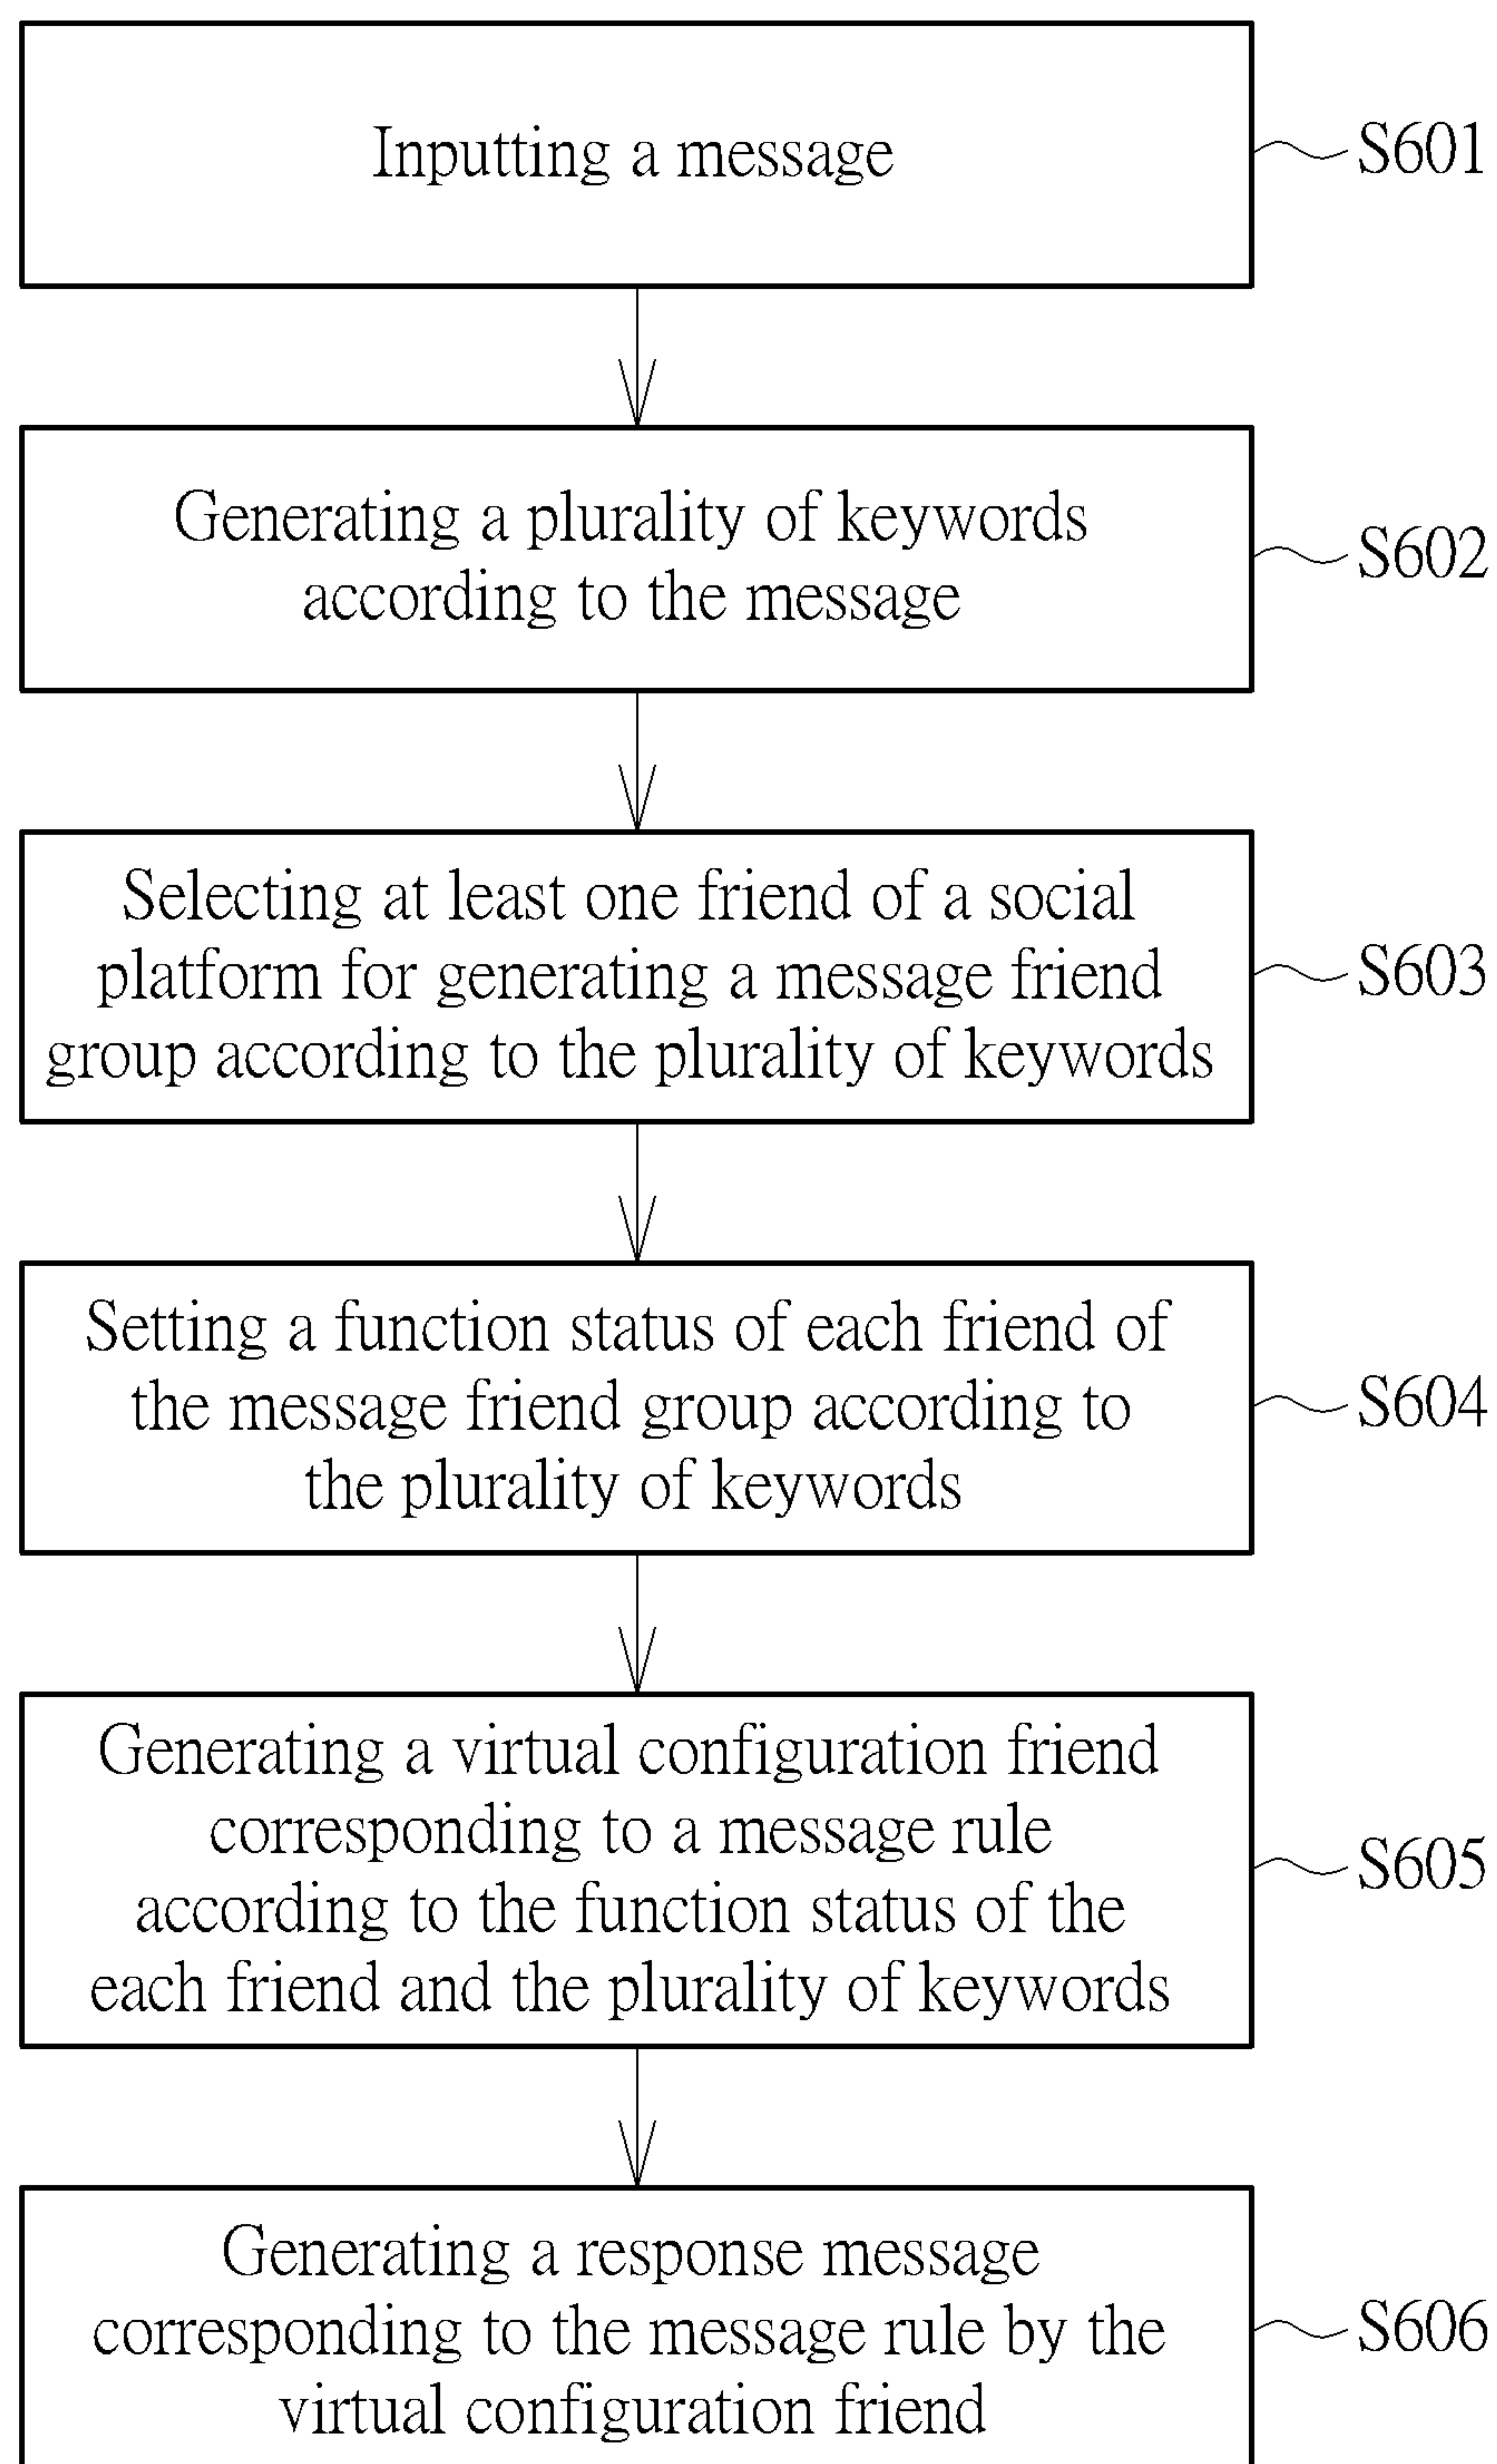 Inputting a message
S601
Generating a plurality of keywords
according to the message
S602
Selecting at least one friend of a social
platform for generating a message friend
group according to the plurality of keywords
S603
Setting a function status of each friend of
the message friend group according to
the plurality of keywords
S604
Generating a virtual configuration friend
corresponding to a message rule
according to the function status of the
each friend and the plurality of keywords
S605
Generating a response message
corresponding to the message rule by the
virtual configuration friend
S606